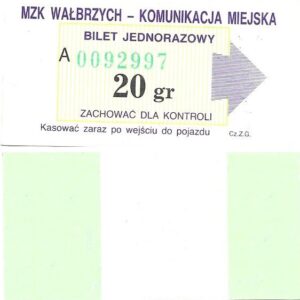 MZK WAŁBRZYCH – KOMUNIKACJA MIEJSKA
BILET JEDNORAZOWY
A 0092997
20 gr
ZACHOWAĆ DLA KONTROLI
Kasować zaraz po wejściu do pojazdu
Cz.Z.G.